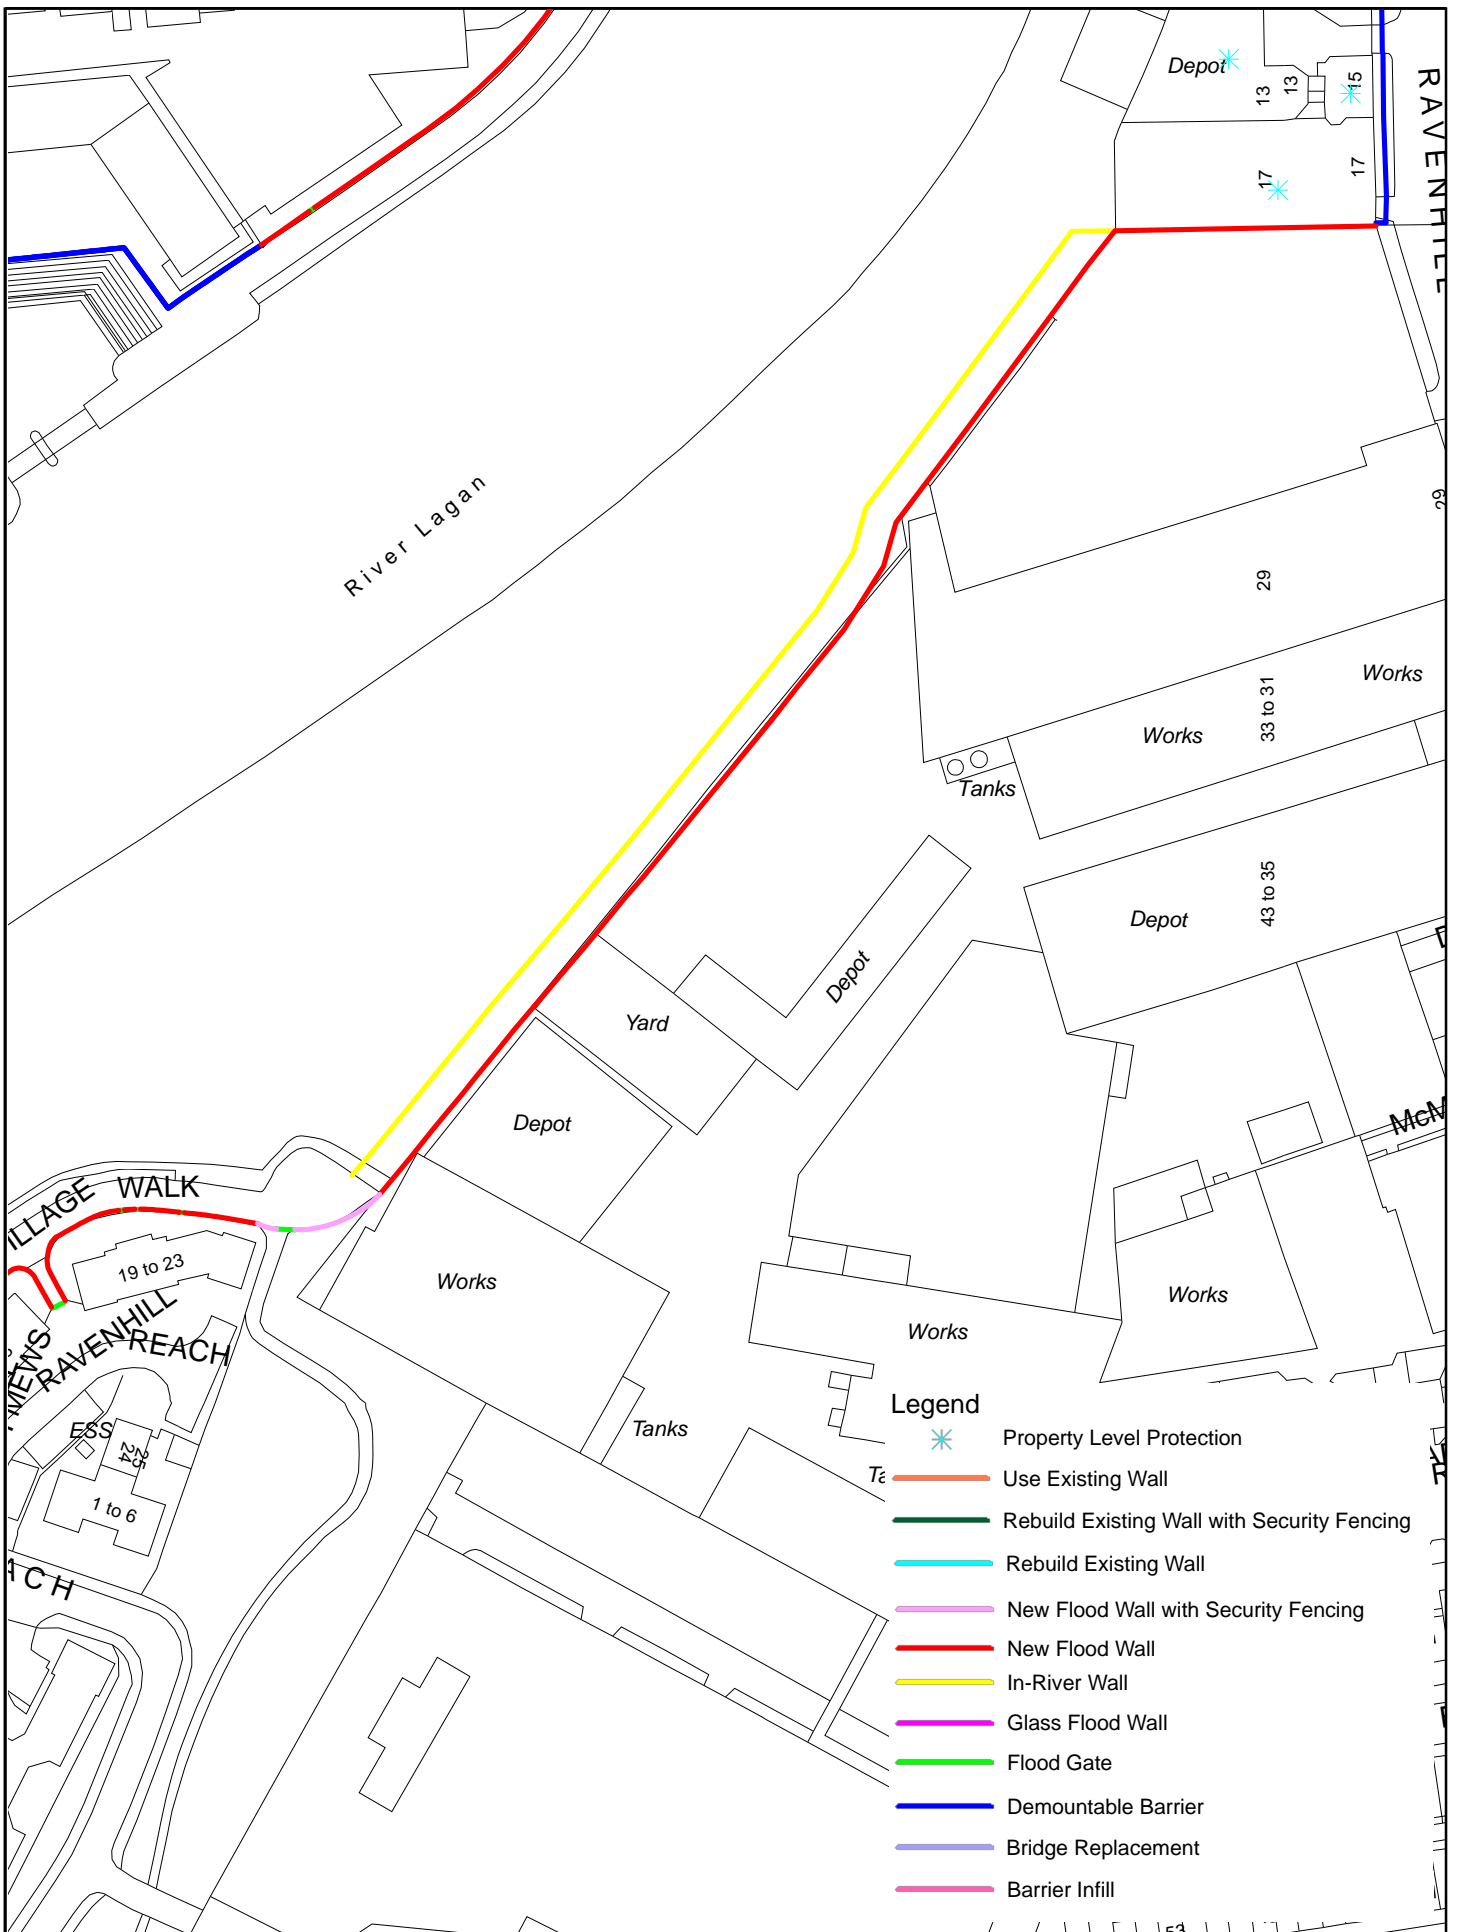 Depot
13
13
15
17
17
RAVENHILL
River Lagan
29
29
Works
Works
33 to 31
Tanks
Depot
43 to 35
Depot
Yard
Depot
McM
ILLAGE WALK
19 to 23
Works
Works
Works
RAVENHILL
REACH
MEWS
ESS
24
25
1 to 6
Tanks
ACH
Legend
Property Level Protection
Use Existing Wall
Rebuild Existing Wall with Security Fencing
Rebuild Existing Wall
New Flood Wall with Security Fencing
New Flood Wall
In-River Wall
Glass Flood Wall
Flood Gate
Demountable Barrier
Bridge Replacement
Barrier Infill